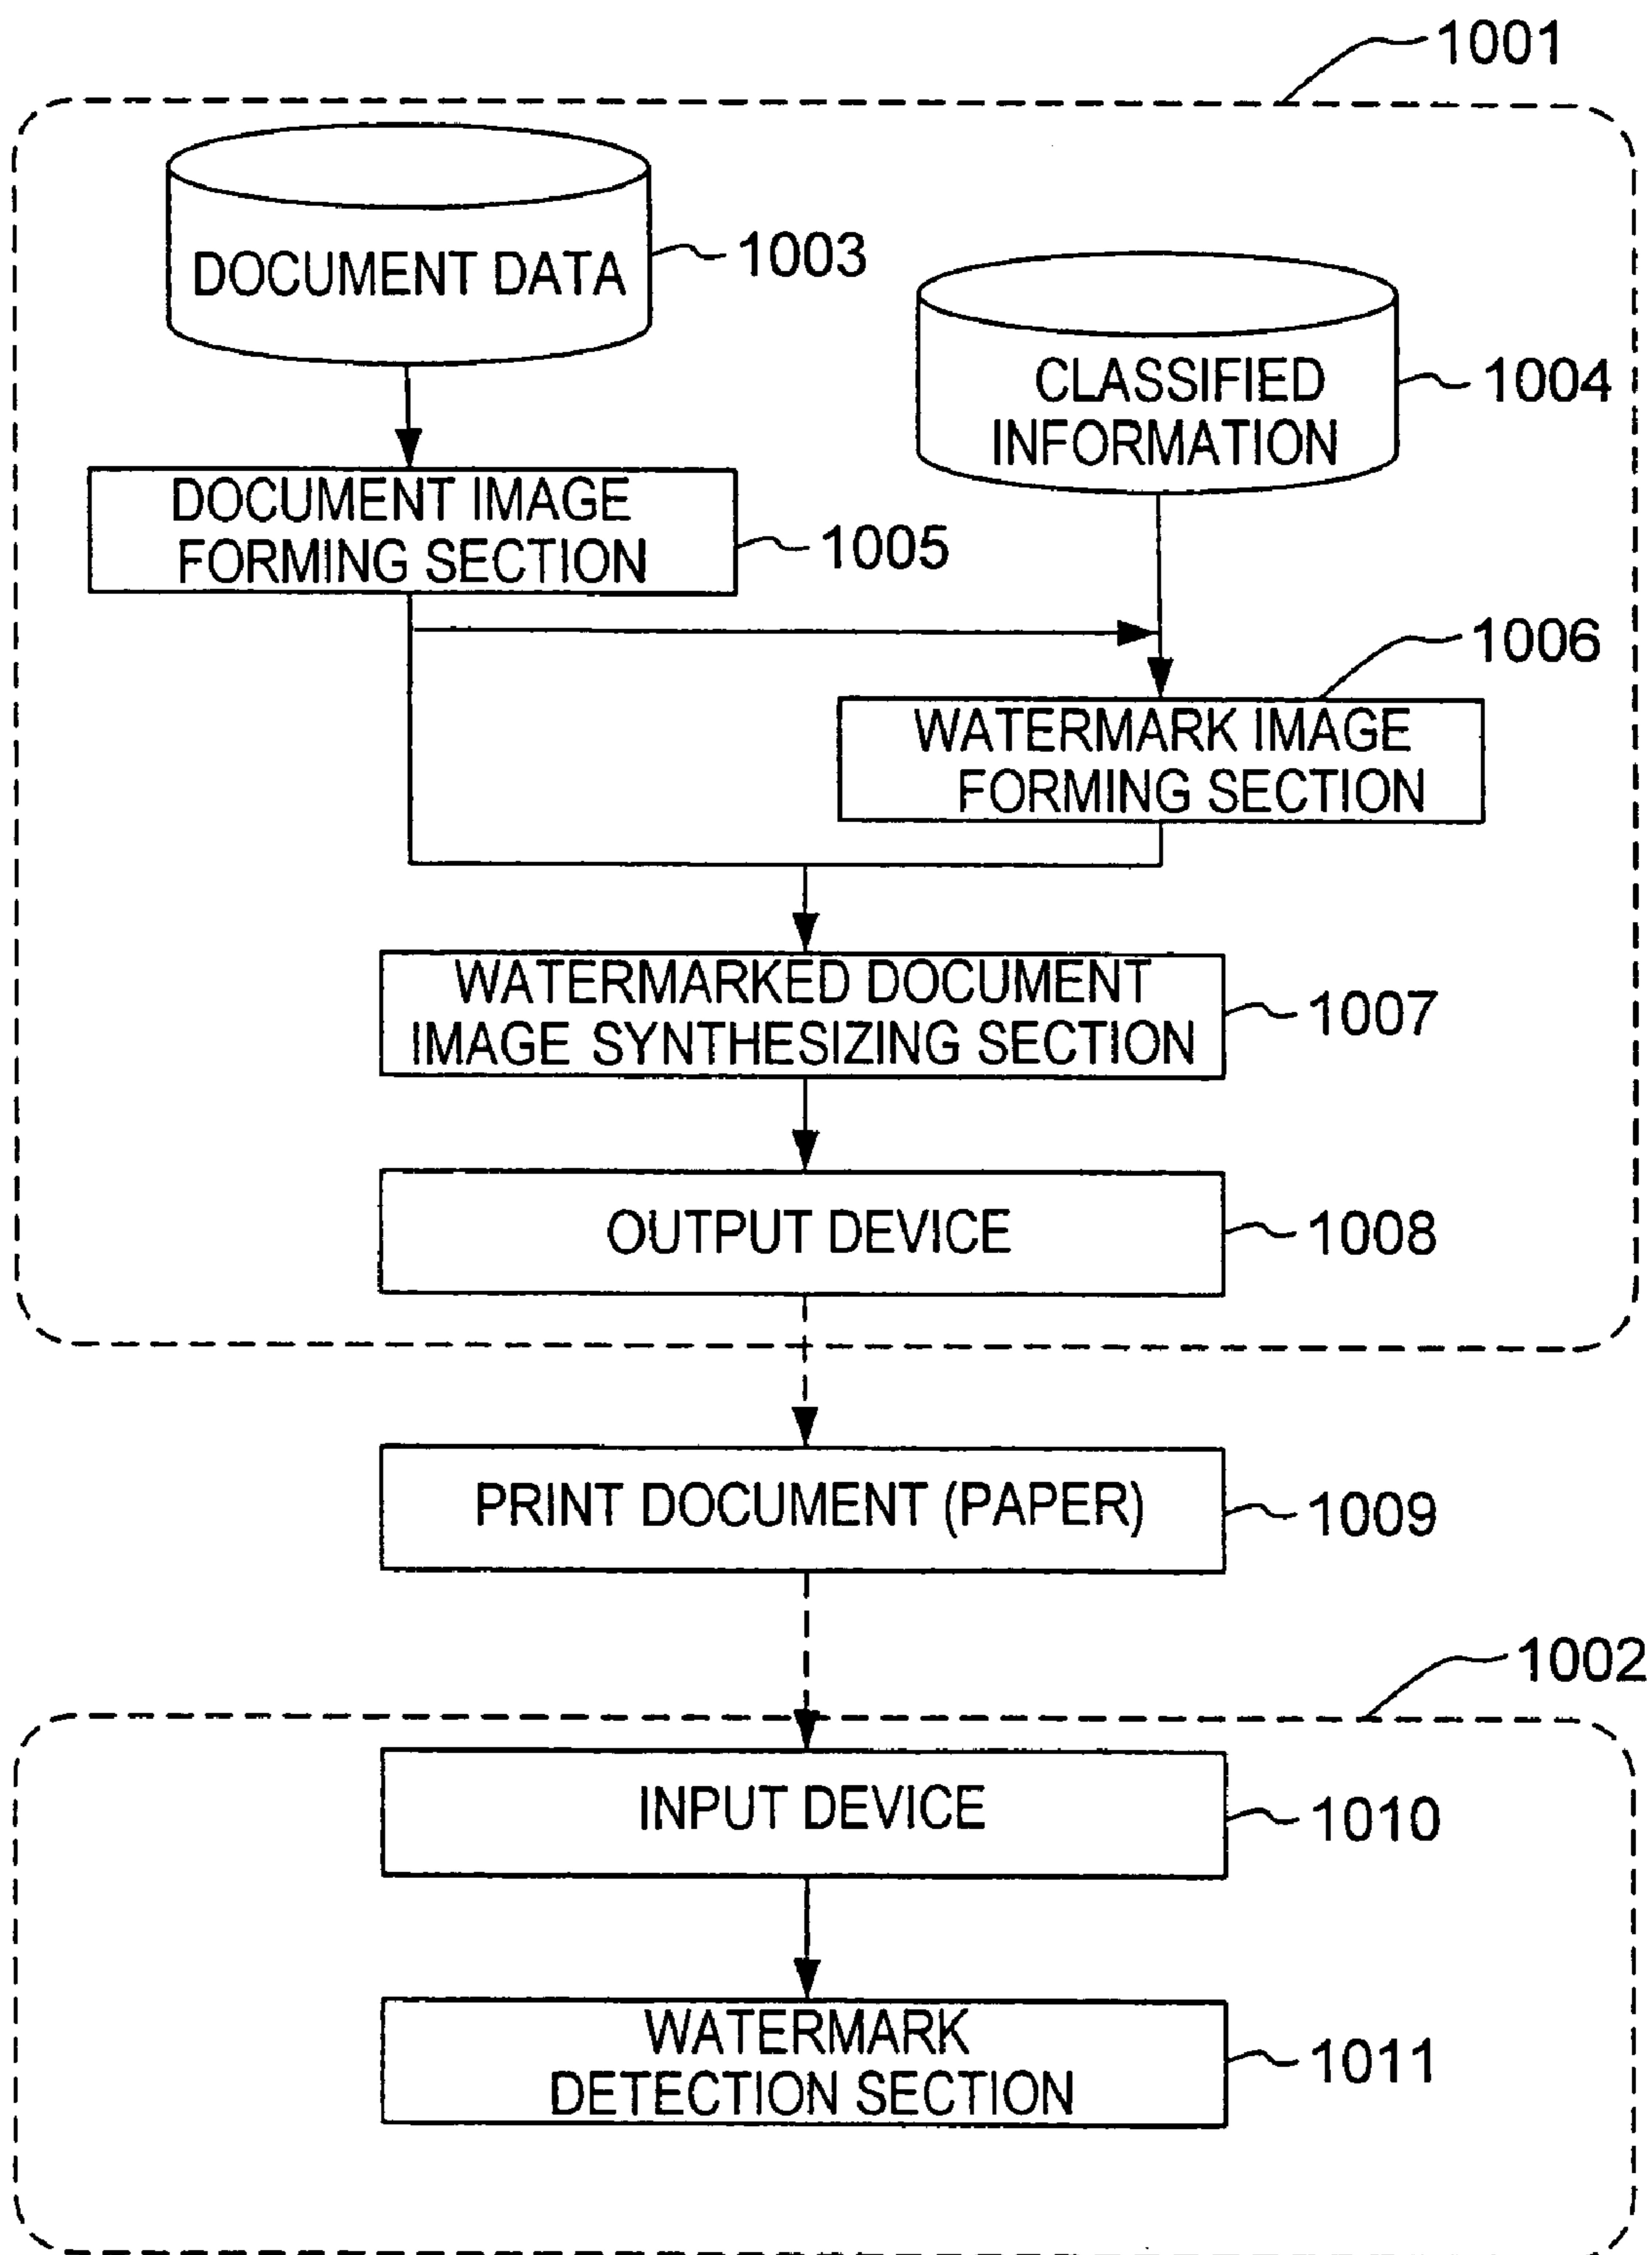 1001
DOCUMENT DATA
1003
CLASSIFIED
INFORMATION
1004
DOCUMENT IMAGE
FORMING SECTION
1005
1006
WATERMARK IMAGE
FORMING SECTION
WATERMARKED DOCUMENT
IMAGE SYNTHESIZING SECTION
1007
OUTPUT DEVICE
1008
PRINT DOCUMENT (PAPER)
1009
1002
INPUT DEVICE
1010
WATERMARK
DETECTION SECTION
1011